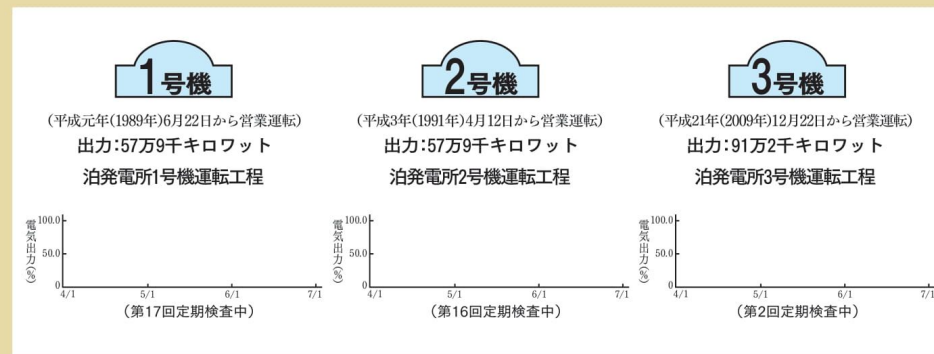 1号機
(平成元年(1989年)6月22日から営業運転)
出力:57万9千キロワット
泊発電所1号機運転工程
電気出力(%)
100.0
50.0
0
4/1 5/1 6/1 7/1
(第17回定期検査中)
2号機
(平成3年(1991年)4月12日から営業運転)
出力:57万9千キロワット
泊発電所2号機運転工程
電気出力(%)
100.0
50.0
0
4/1 5/1 6/1 7/1
(第16回定期検査中)
3号機
(平成21年(2009年)12月22日から営業運転)
出力:91万2千キロワット
泊発電所3号機運転工程
電気出力(%)
100.0
50.0
0
4/1 5/1 6/1 7/1
(第2回定期検査中)